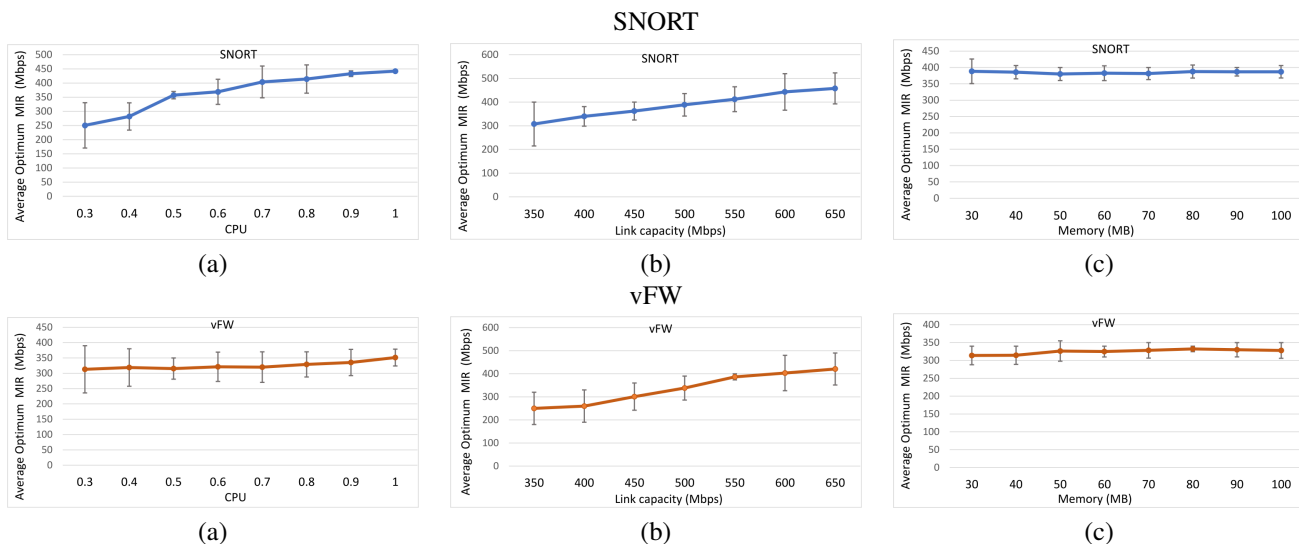 SNORT
SNORT
Average Optimum MIR (Mbps)
500
450
400
350
300
250
200
150
100
50
0
0.3 0.4 0.5 0.6 0.7 0.8 0.9 1
CPU
(a)
SNORT
Average Optimum MIR (Mbps)
600
500
400
300
200
100
0
350 400 450 500 550 600 650
Link capacity (Mbps)
(b)
SNORT
Average Optimum MIR (Mbps)
450
400
350
300
250
200
150
100
50
0
30 40 50 60 70 80 90 100
Memory (MB)
(c)
vFW
vFW
Average Optimum MIR (Mbps)
450
400
350
300
250
200
150
100
50
0
0.3 0.4 0.5 0.6 0.7 0.8 0.9 1
CPU
(a)
vFW
Average Optimum MIR (Mbps)
600
500
400
300
200
100
0
350 400 450 500 550 600 650
Link capacity (Mbps)
(b)
vFW
Average Optimum MIR (Mbps)
400
350
300
250
200
150
100
50
0
30 40 50 60 70 80 90 100
Memory (MB)
(c)